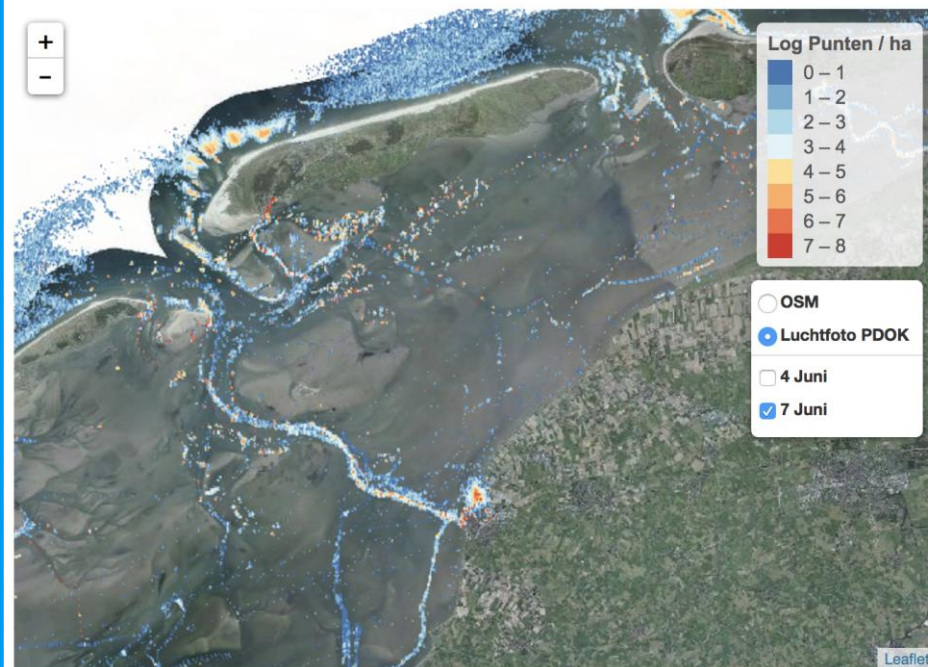 +
−
Log Punten / ha
0 – 1
1 – 2
2 – 3
3 – 4
4 – 5
5 – 6
6 – 7
7 – 8
OSM
Luchtfoto PDOK
4 Juni
7 Juni
Leaflet